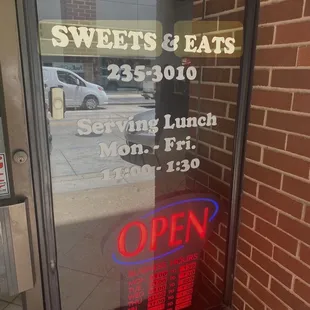 SWEETS & EATS
235-3010
Serving Lunch
Mon. - Fri.
11:00 - 1:30
OPEN